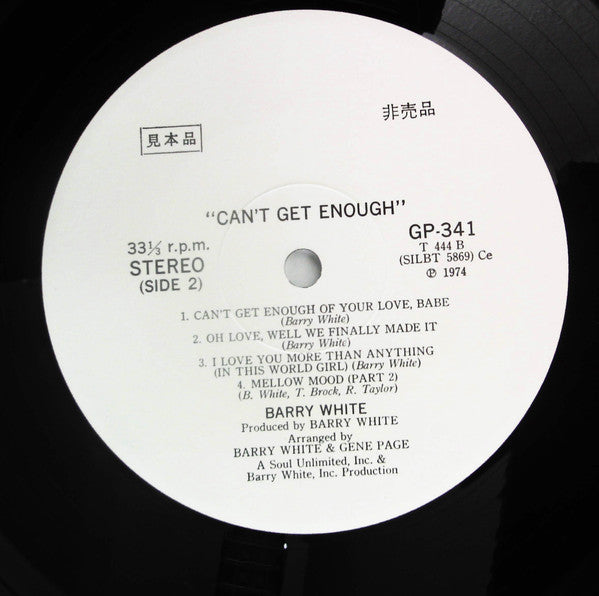 非売品
見本品
"CAN'T GET ENOUGH"
33⅓ r.p.m.
STEREO
(SIDE 2)
GP-341
T 444 B
(SILBT 5869) Ce
℗ 1974
1. CAN'T GET ENOUGH OF YOUR LOVE, BABE
(Barry White)
2. OH LOVE, WELL WE FINALLY MADE IT
(Barry White)
3. I LOVE YOU MORE THAN ANYTHING
(IN THIS WORLD GIRL) (Barry White)
4. MELLOW MOOD (PART 2)
(B. White, T. Brock, R. Taylor)
BARRY WHITE
Produced by BARRY WHITE
Arranged by
BARRY WHITE & GENE PAGE
A Soul Unlimited, Inc. &
Barry White, Inc. Production